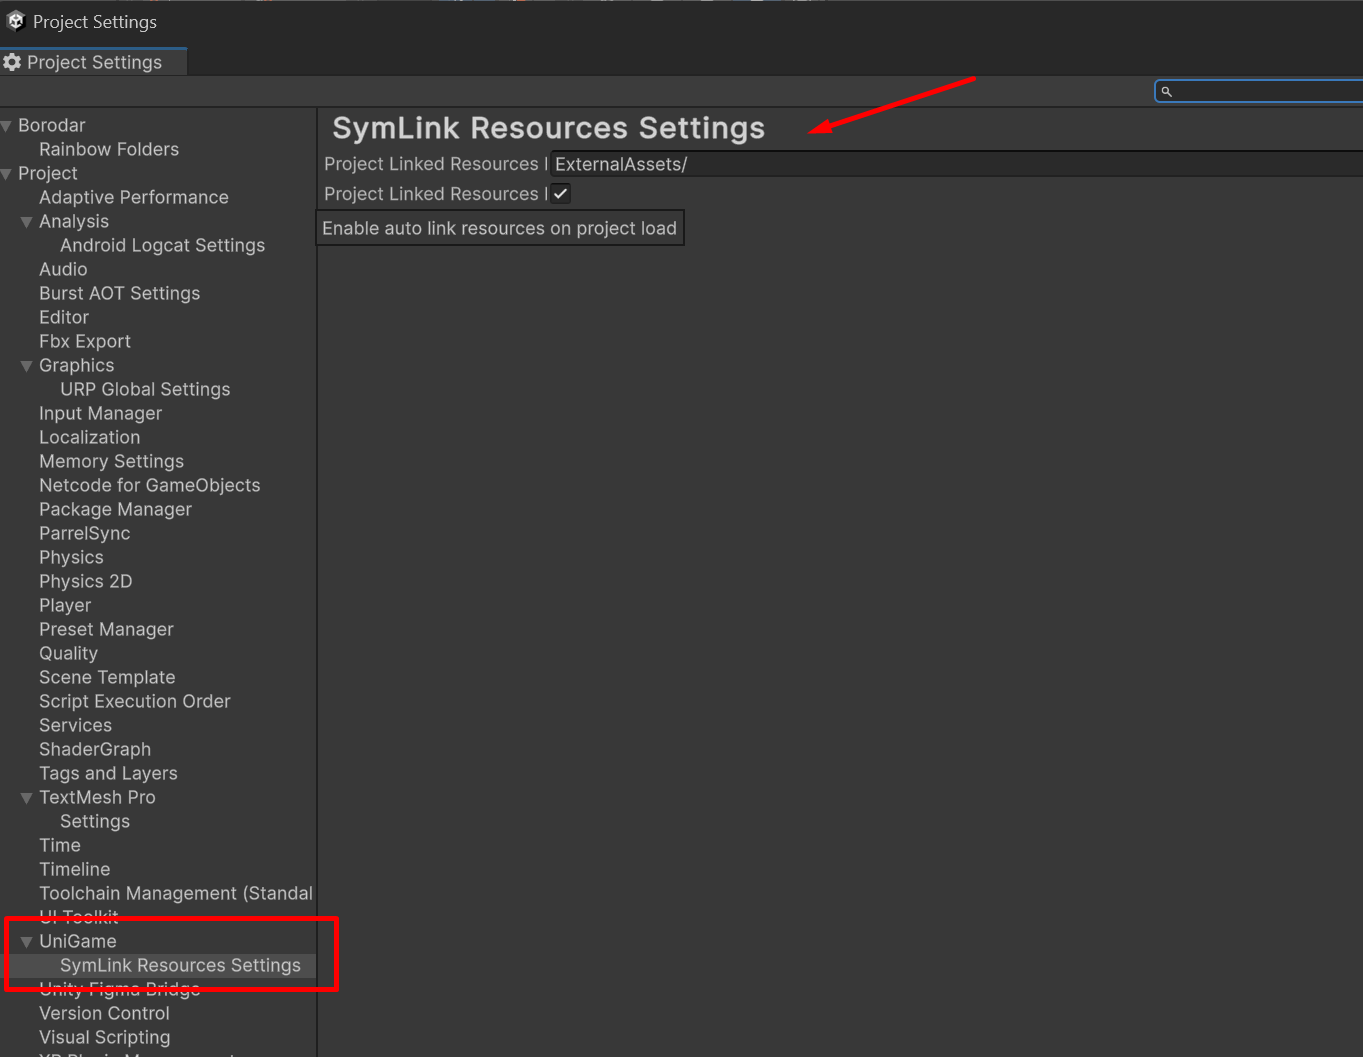 Project Settings
Project Settings
Borodar
Rainbow Folders
Project
Adaptive Performance
Analysis
Android Logcat Settings
Audio
Burst AOT Settings
Editor
Fbx Export
Graphics
URP Global Settings
Input Manager
Localization
Memory Settings
Netcode for GameObjects
Package Manager
ParrelSync
Physics
Physics 2D
Player
Preset Manager
Quality
Scene Template
Script Execution Order
Services
ShaderGraph
Tags and Layers
TextMesh Pro
Settings
Time
Timeline
Toolchain Management (Standal
UI Toolkit
UniGame
SymLink Resources Settings
Unity Figma Bridge
Version Control
Visual Scripting
SymLink Resources Settings
Project Linked Resources ExternalAssets/
Project Linked Resources
Enable auto link resources on project load